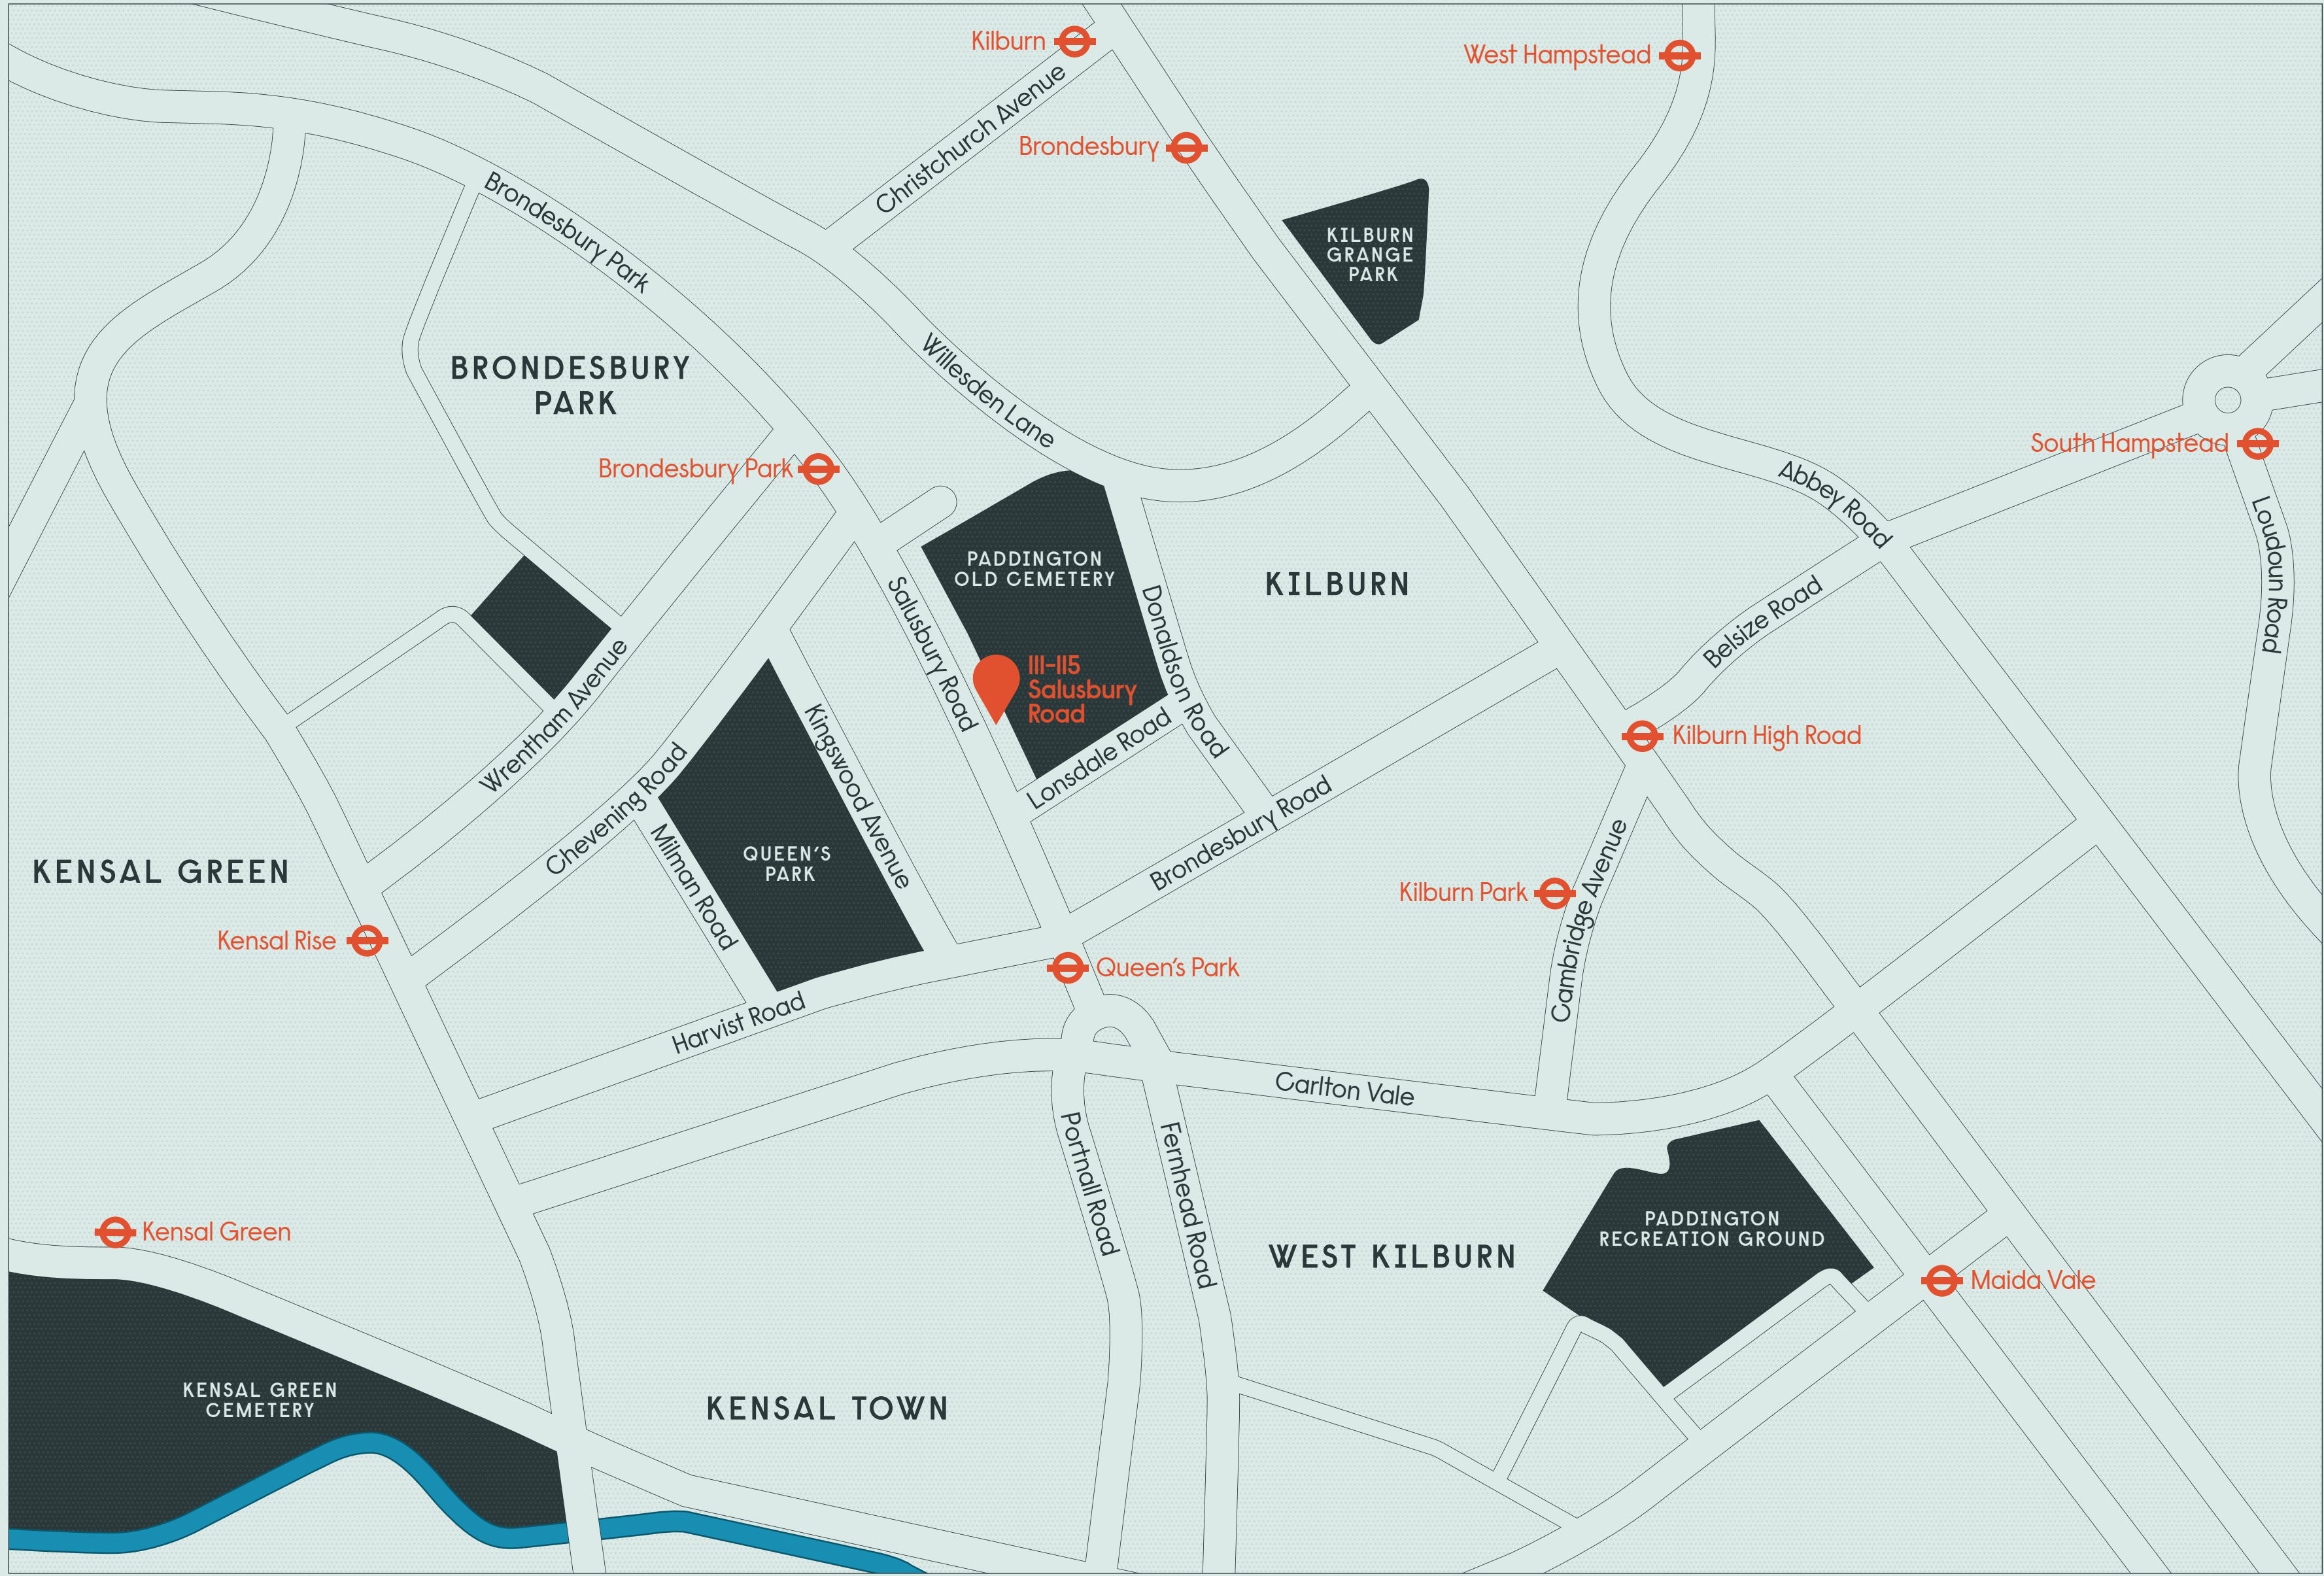 Kilburn
West Hampstead
Christchurch Avenue
Brondesbury
Brondesbury Park
KILBURN
GRANGE
PARK
BRONDESBURY
PARK
Willesden Lane
Brondesbury Park
South Hampstead
Abbey Road
Loudoun Road
PADDINGTON
OLD CEMETERY
KILBURN
Salusbury Road
Donaldson Road
Belsize Road
111-115
Salusbury
Road
Wrentham Avenue
Kingswood Avenue
Lonsdale Road
Kilburn High Road
Chevening Road
Milman Road
QUEEN'S
PARK
Brondesbury Road
KENSAL GREEN
Kilburn Park
Cambridge Avenue
Kensal Rise
Queen's Park
Harvist Road
Carlton Vale
Portnall Road
Fernhead Road
Kensal Green
WEST KILBURN
PADDINGTON
RECREATION GROUND
Maida Vale
KENSAL GREEN
CEMETERY
KENSAL TOWN